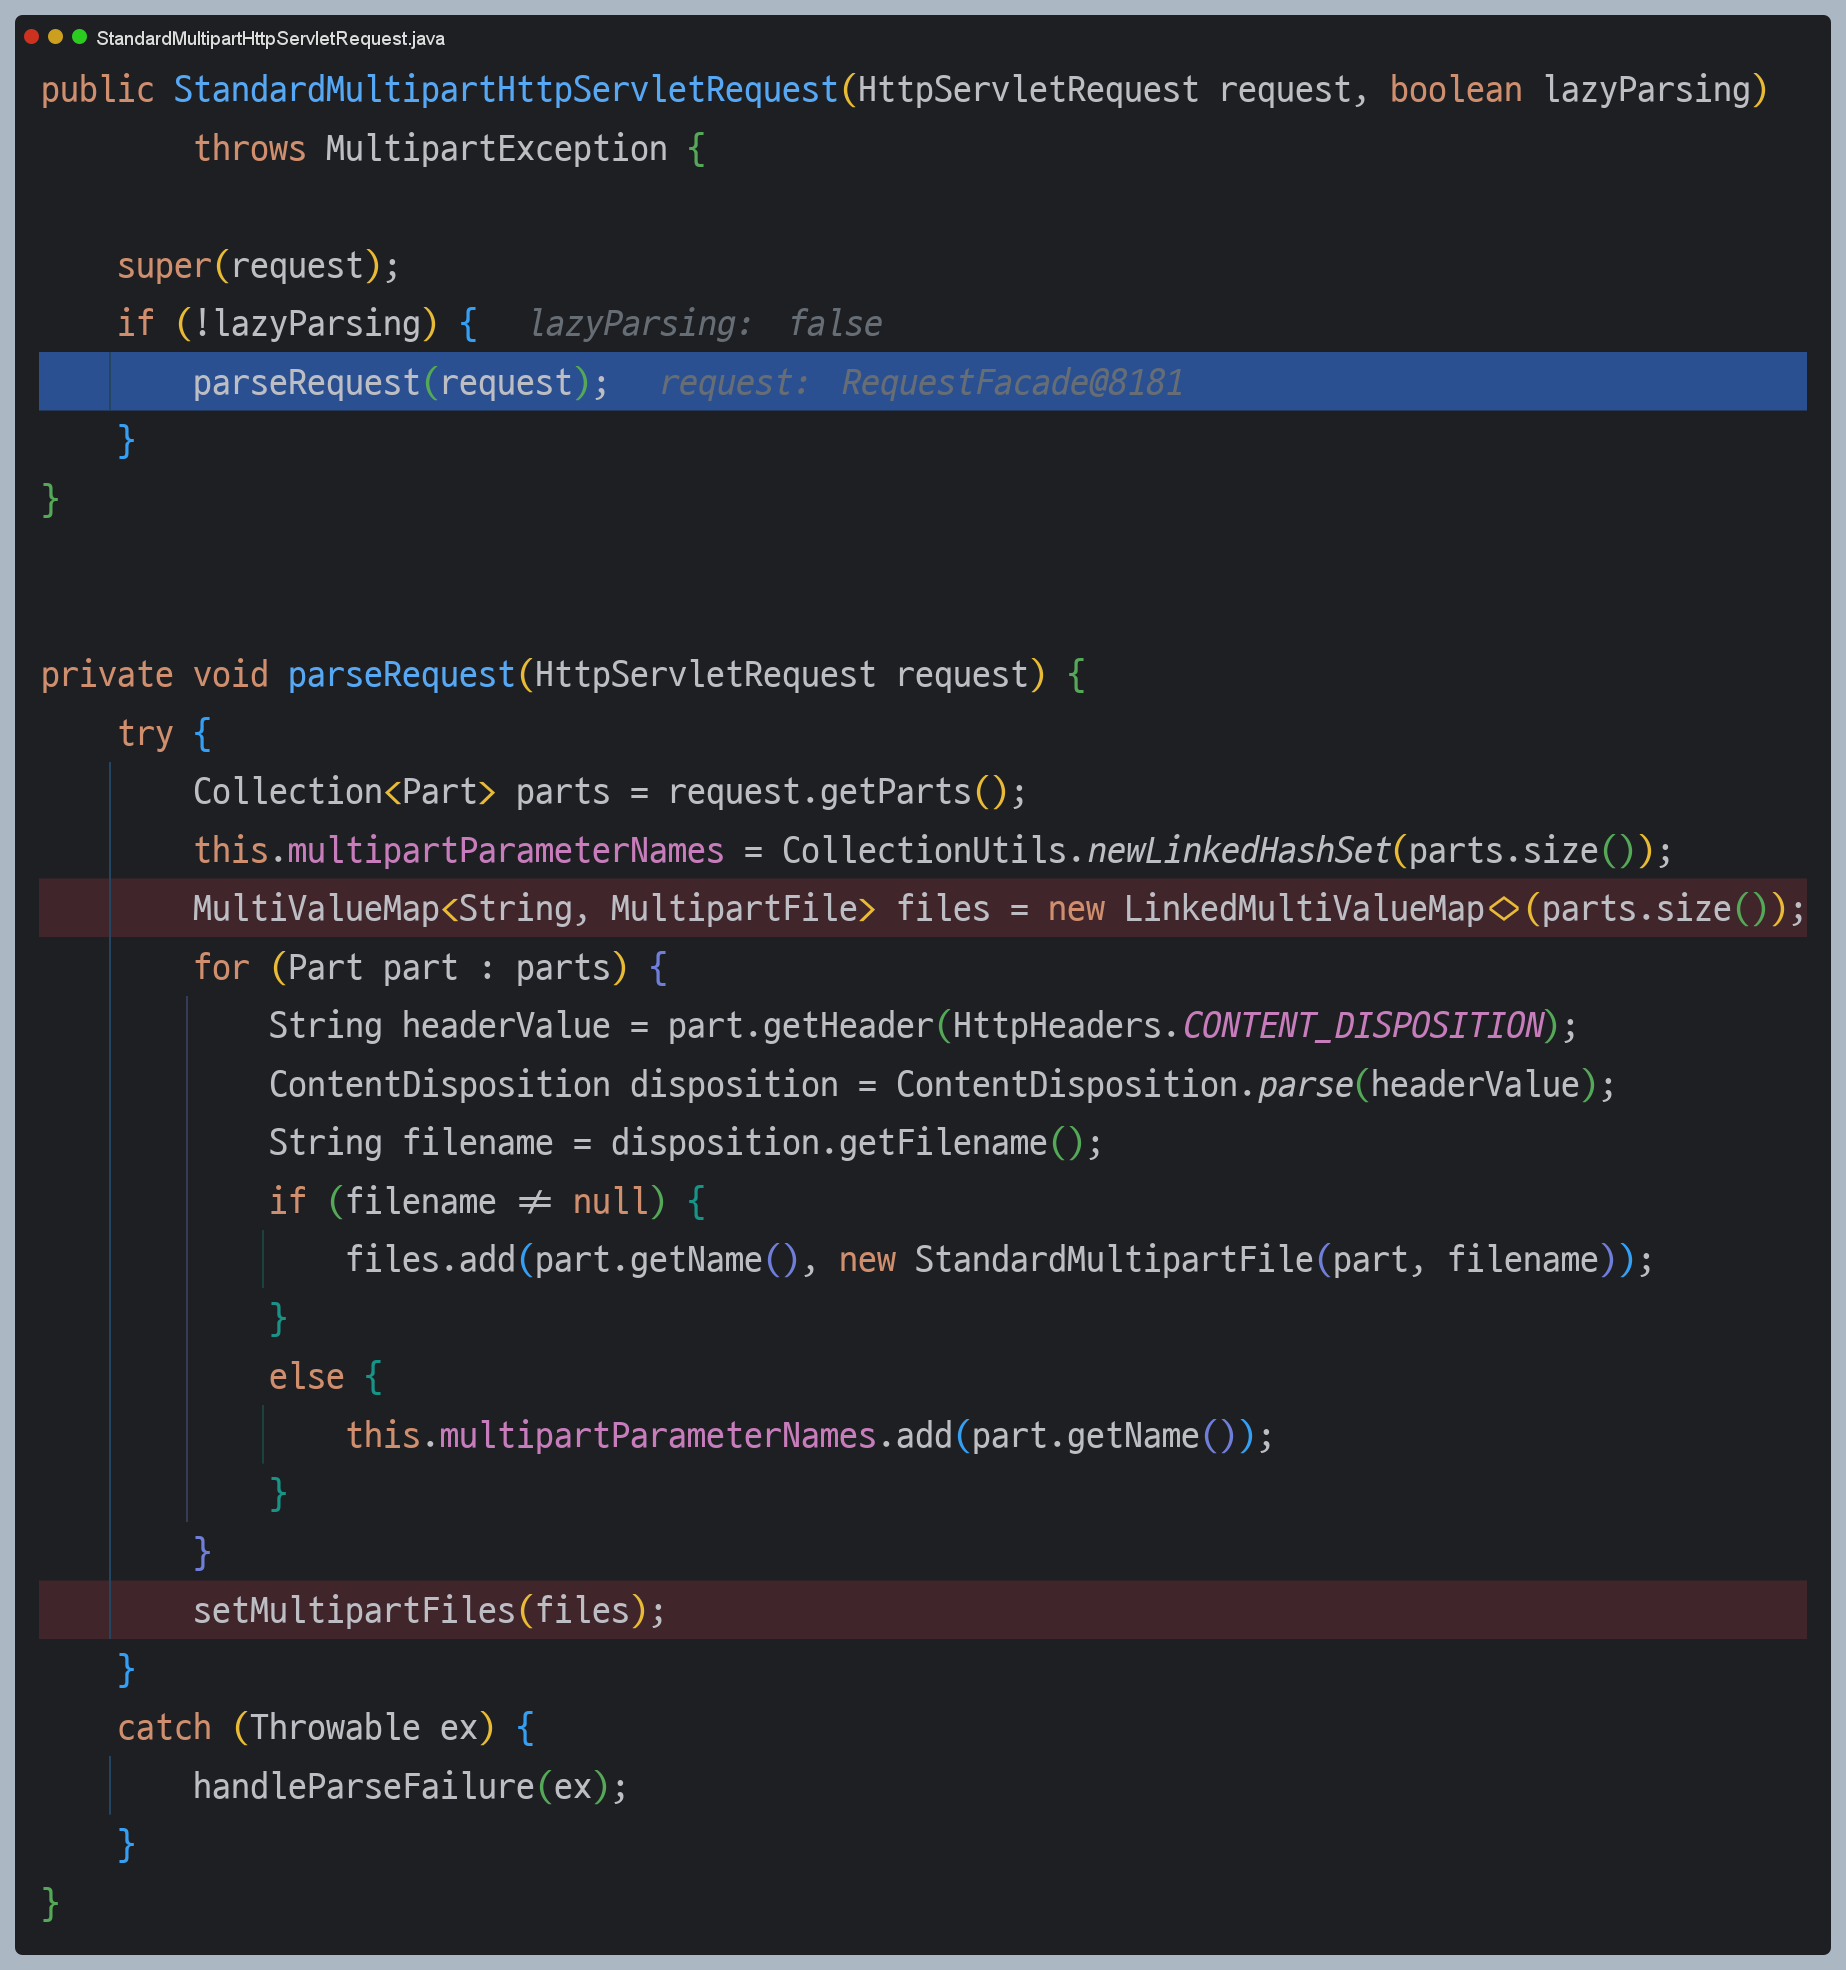 StandardMultipartHttpServletRequest.java
public StandardMultipartHttpServletRequest(HttpServletRequest request, boolean lazyParsing)
        throws MultipartException {

    super(request);
    if (!lazyParsing) {   lazyParsing:  false
        parseRequest(request);   request:  RequestFacade@8181
    }
}

private void parseRequest(HttpServletRequest request) {
    try {
        Collection<Part> parts = request.getParts();
        this.multipartParameterNames = CollectionUtils.newLinkedHashSet(parts.size());
        MultiValueMap<String, MultipartFile> files = new LinkedMultiValueMap<>(parts.size());
        for (Part part : parts) {
            String headerValue = part.getHeader(HttpHeaders.CONTENT_DISPOSITION);
            ContentDisposition disposition = ContentDisposition.parse(headerValue);
            String filename = disposition.getFilename();
            if (filename != null) {
                files.add(part.getName(), new StandardMultipartFile(part, filename));
            }
            else {
                this.multipartParameterNames.add(part.getName());
            }
        }
        setMultipartFiles(files);
    }
    catch (Throwable ex) {
        handleParseFailure(ex);
    }
}